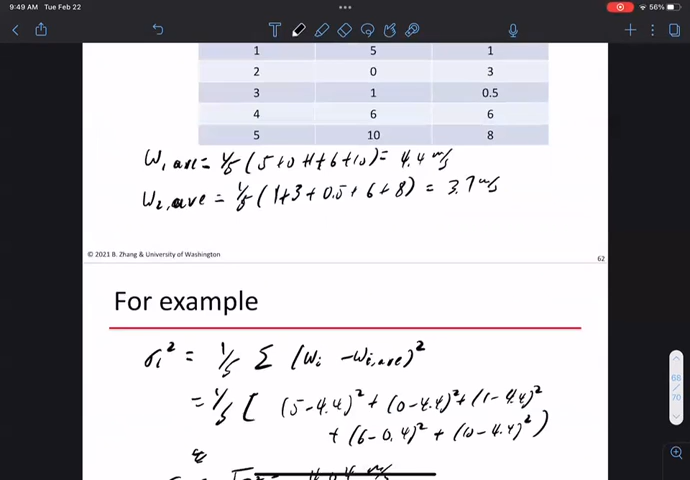 9:49 AM Tue Feb 22
56%
1 5 1
2 0 3
3 1 0.5
4 6 6
5 10 8
W₁,ave = 1/5 (5+0+1+6+10) = 4.4 m/s
W₂,ave = 1/5 (1+3+0.5+6+8) = 3.7 m/s
© 2021 B. Zhang & University of Washington
62
For example
σ₁² = 1/5 Σ (Wᵢ − Wᵢ,ave)²
= 1/5 [ (5−4.4)² + (0−4.4)² + (1−4.4)²
+ (6−0.4)² + (10−4.4)² )
68
70